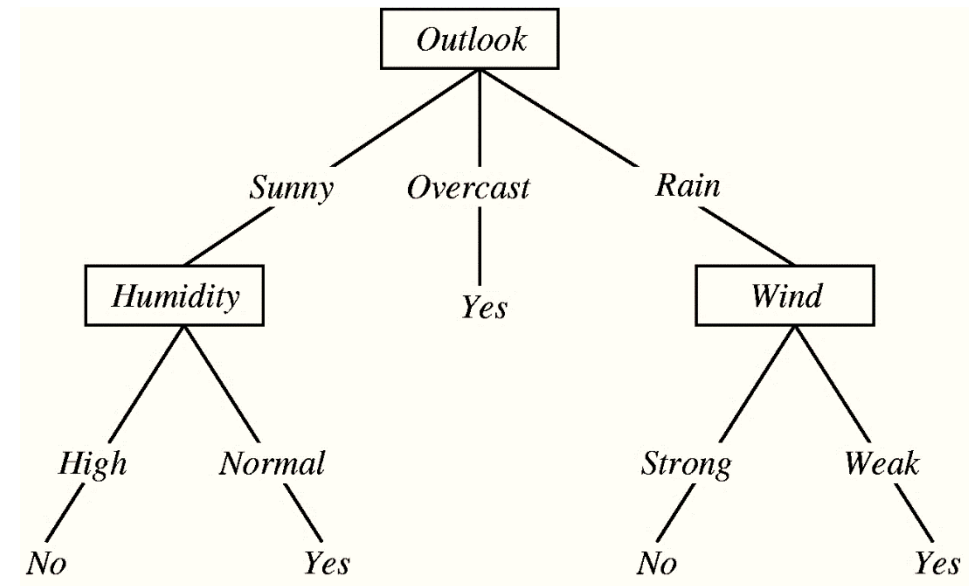 Outlook
Sunny Overcast Rain
Humidity Yes Wind
High Normal Strong Weak
No Yes No Yes